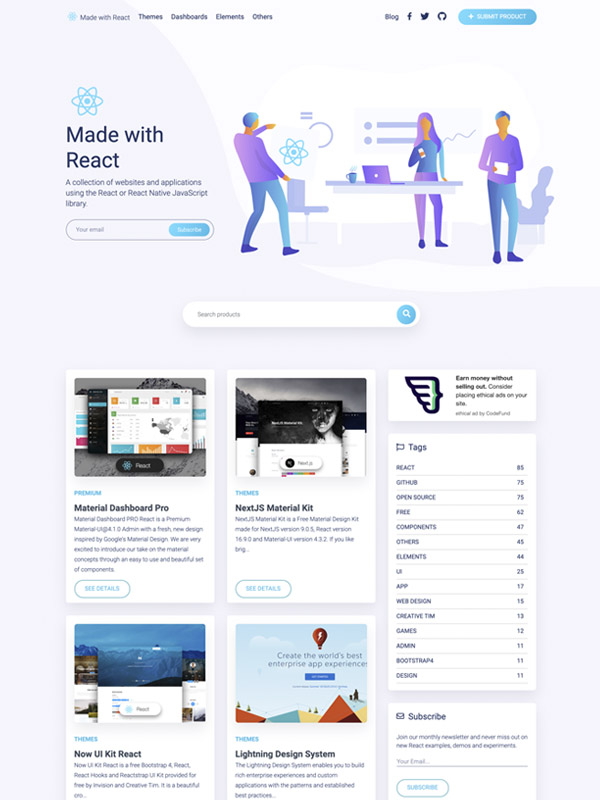 Made with React Themes Dashboards Elements Others Blog SUBMIT PRODUCT
Made with
React
A collection of websites and applications
using the React or React Native JavaScript
library.
Your email Subscribe
Search products
React
PREMIUM
Material Dashboard Pro
Material Dashboard PRO React is a Premium
Material-UI@4.1.0 Admin with a fresh, new design
inspired by Google's Material Design. We are very
excited to introduce our take on the material
concepts through an easy to use and beautiful set
of components.
SEE DETAILS
NextJS Material Kit.
Next.js
THEMES
NextJS Material Kit
NextJS Material Kit is a Free Material Design Kit
made for NextJS version 9.0.5, React version
16.9.0 and Material-UI version 4.3.2. If you like
brig...
SEE DETAILS
Earn money without
selling out. Consider
placing ethical ads on your
site.
ethical ad by CodeFund
Tags
REACT 85
GITHUB 75
OPEN SOURCE 75
FREE 62
COMPONENTS 47
OTHERS 45
ELEMENTS 44
UI 25
APP 17
WEB DESIGN 15
CREATIVE TIM 13
GAMES 12
ADMIN 11
BOOTSTRAP4 11
DESIGN 11
React
THEMES
Now UI Kit React
Now UI Kit React is a free Bootstrap 4, React,
React Hooks and Reactstrap UI Kit provided for
free by Invision and Creative Tim. It is a beautiful
cro...
Create the world's best
enterprise app experiences
THEMES
Lightning Design System
The Lightning Design System enables you to build
rich enterprise experiences and custom
applications with the patterns and established
best practices...
Subscribe
Join our monthly newsletter and never miss out on
new React examples, demos and experiments.
Your Email...
SUBSCRIBE